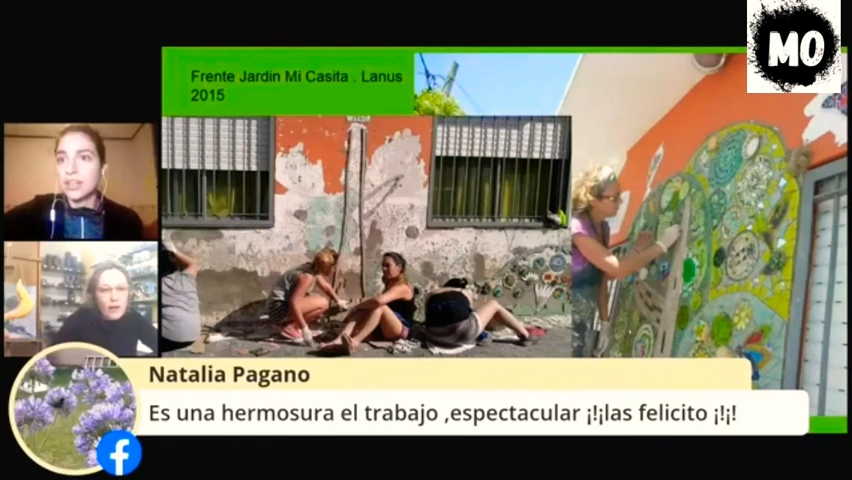 MO
Frente Jardin Mi Casita . Lanus
2015
Natalia Pagano
Es una hermosura el trabajo ,espectacular ¡!¡las felicito ¡!¡!